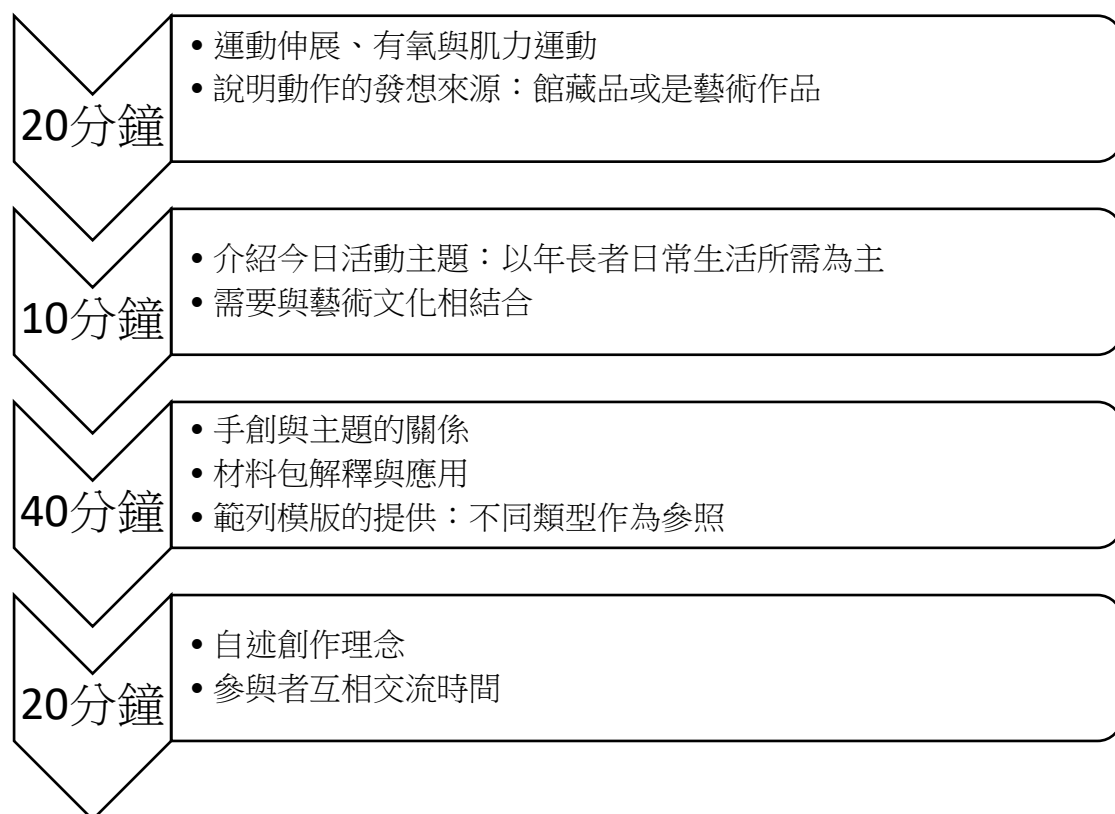 20分鐘
• 運動伸展、有氧與肌力運動
• 說明動作的發想來源：館藏品或是藝術作品
10分鐘
• 介紹今日活動主題：以年長者日常生活所需為主
• 需要與藝術文化相結合
40分鐘
• 手創與主題的關係
• 材料包解釋與應用
• 範列模版的提供：不同類型作為參照
20分鐘
• 自述創作理念
• 參與者互相交流時間